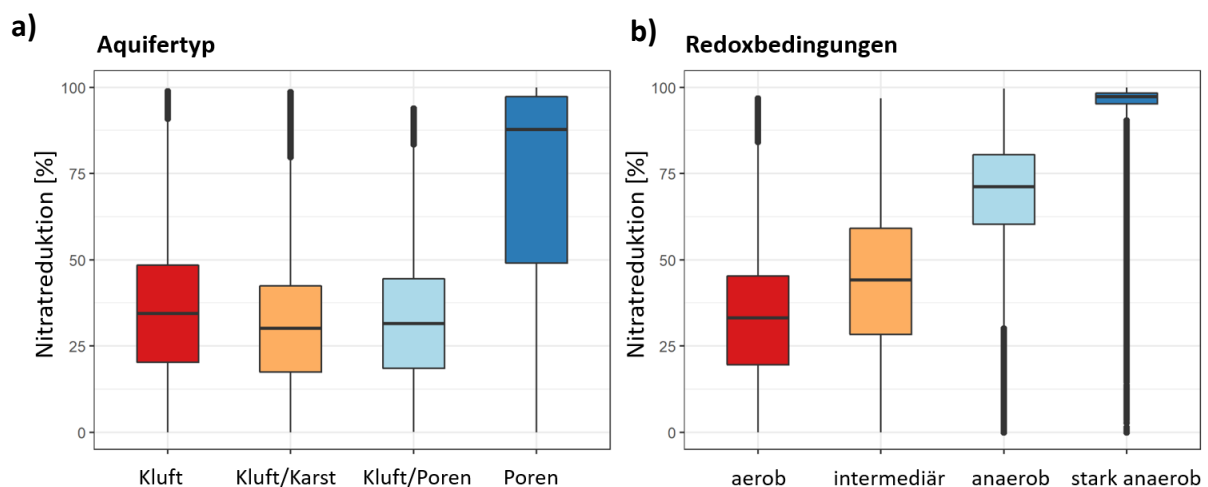 a)
Aquifertyp
Nitratreduktion [%]
100
75
50
25
0
Kluft Kluft/Karst Kluft/Poren Poren
b)
Redoxbedingungen
Nitratreduktion [%]
100
75
50
25
0
aerob intermediär anaerob stark anaerob